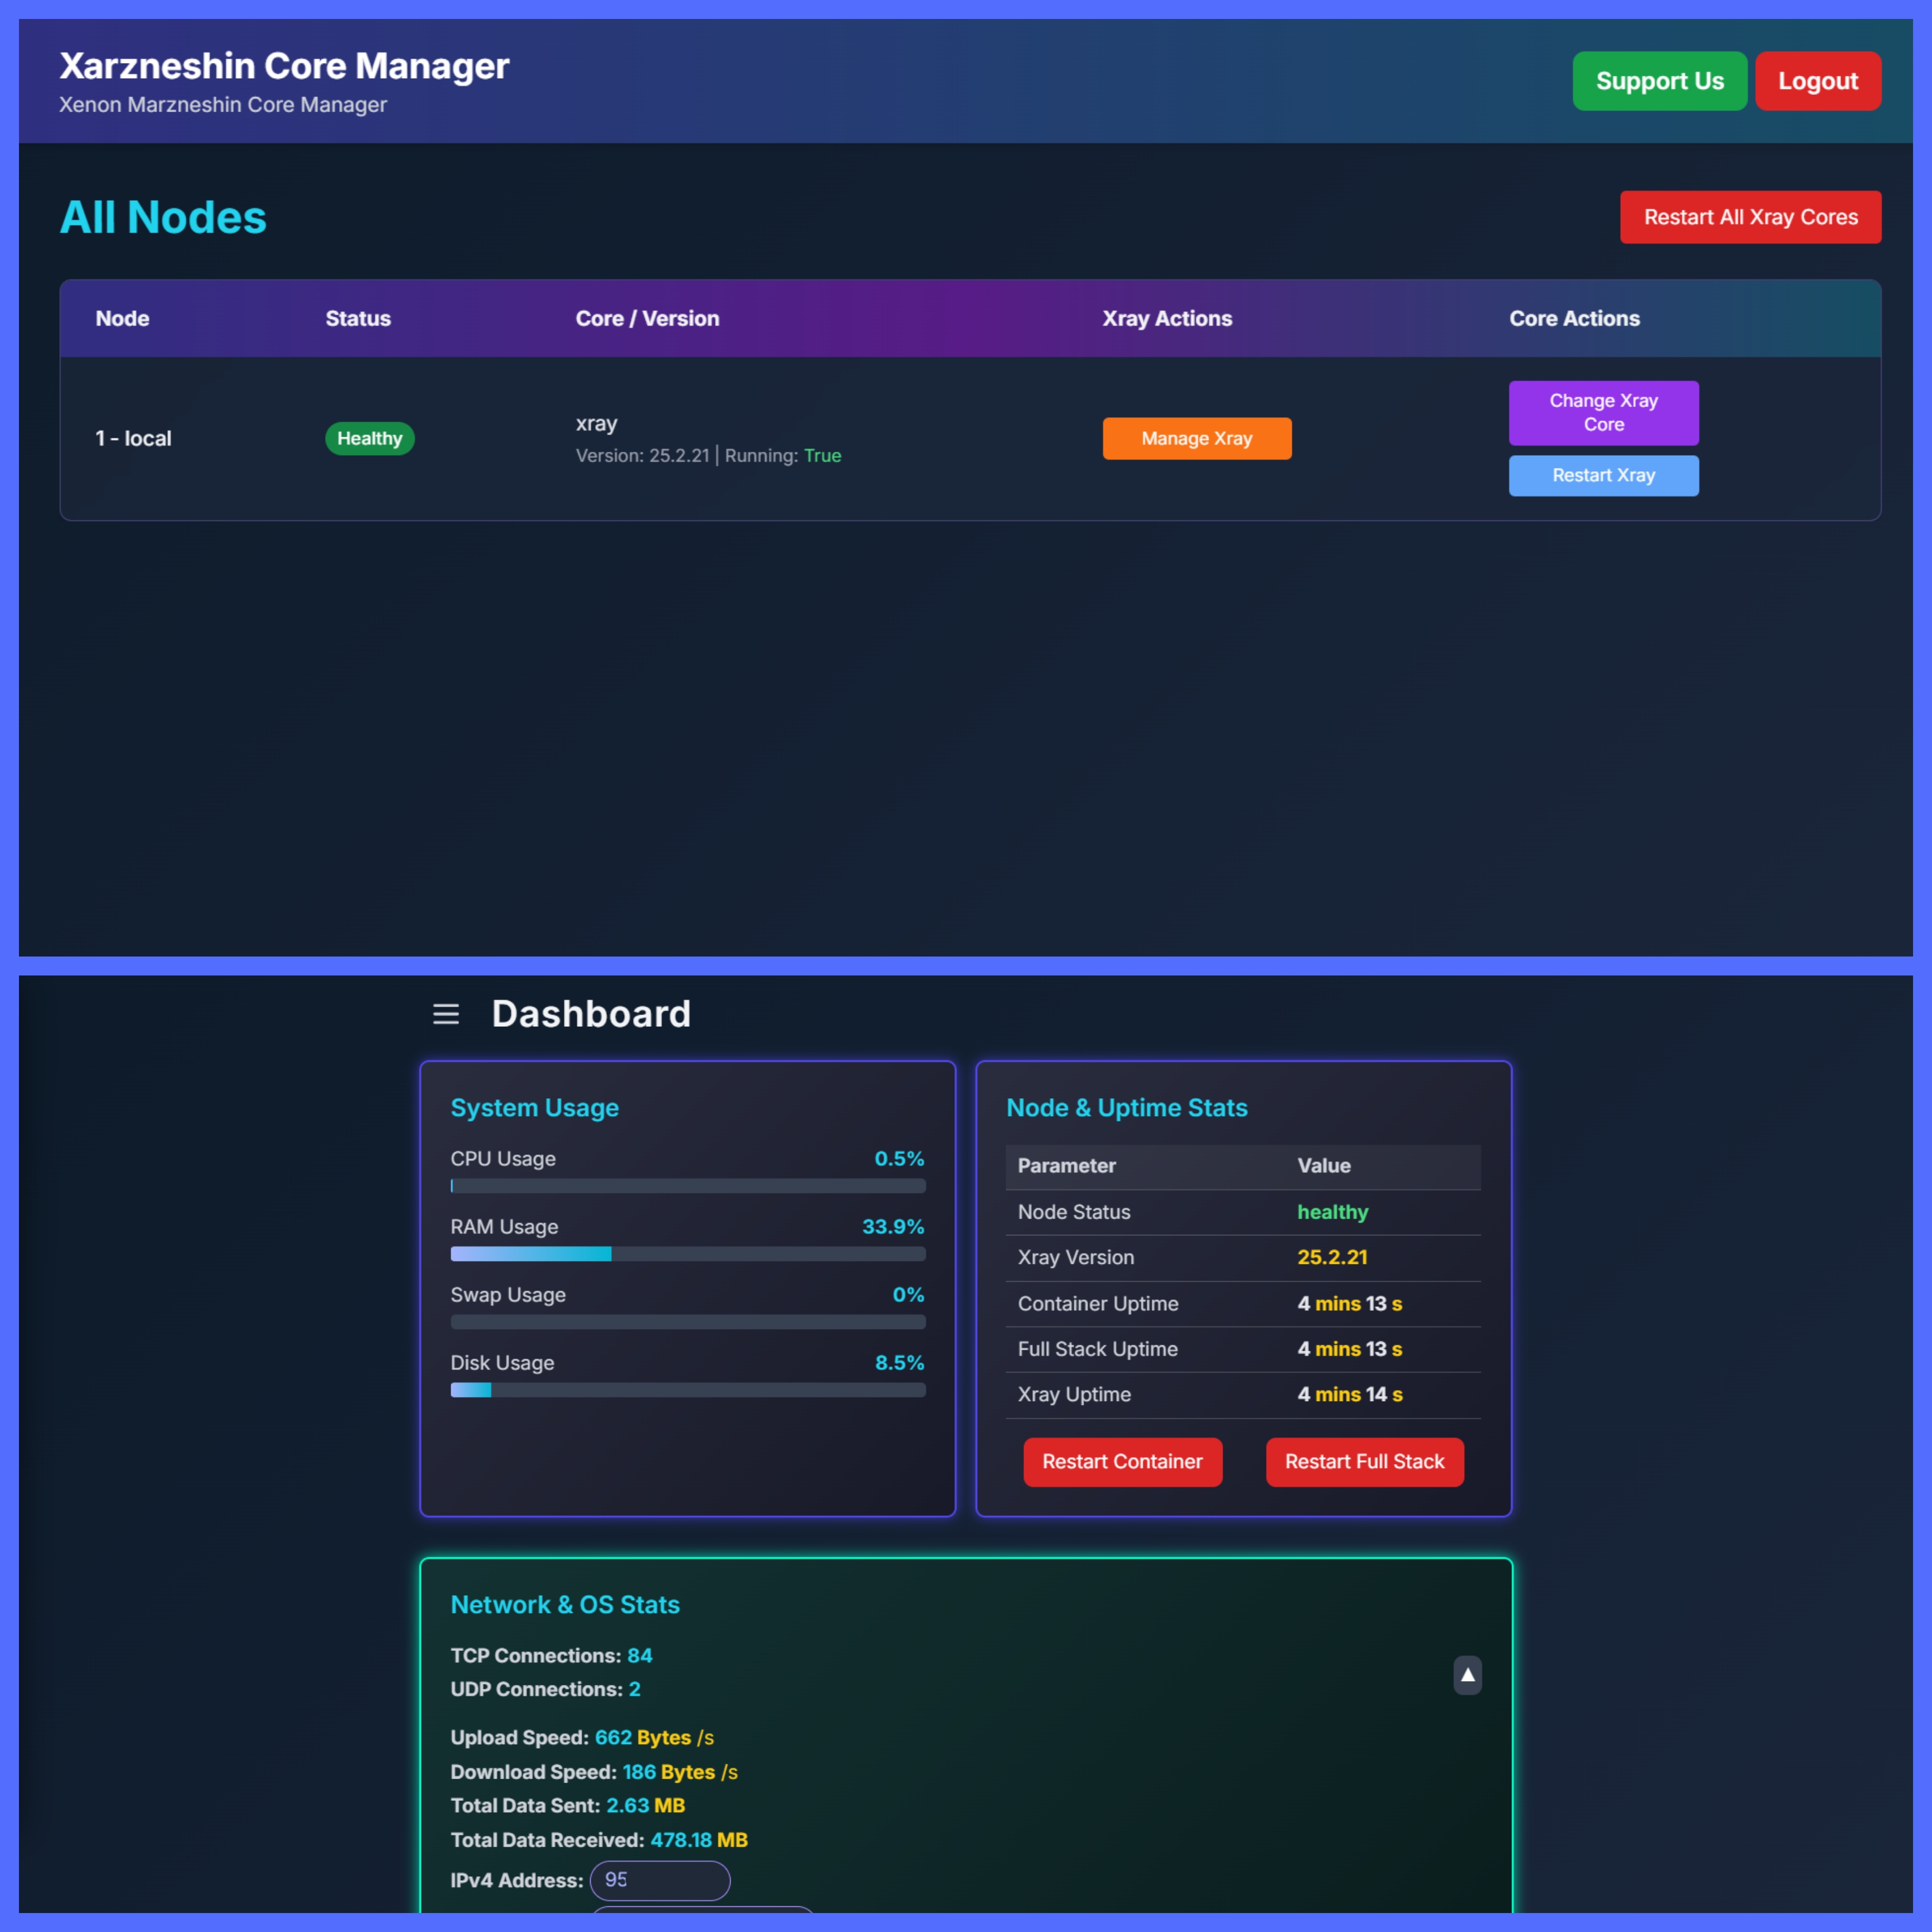 Xarzneshin Core Manager
Xenon Marzneshin Core Manager
Support Us
Logout
All Nodes
Restart All Xray Cores
Node Status Core / Version Xray Actions Core Actions
1 - local
Healthy
xray
Version: 25.2.21 | Running: True
Manage Xray
Change Xray
Core
Restart Xray
Dashboard
System Usage
CPU Usage 0.5%
RAM Usage 33.9%
Swap Usage 0%
Disk Usage 8.5%
Node & Uptime Stats
Parameter Value
Node Status healthy
Xray Version 25.2.21
Container Uptime 4 mins 13 s
Full Stack Uptime 4 mins 13 s
Xray Uptime 4 mins 14 s
Restart Container
Restart Full Stack
Network & OS Stats
TCP Connections: 84
UDP Connections: 2
Upload Speed: 662 Bytes /s
Download Speed: 186 Bytes /s
Total Data Sent: 2.63 MB
Total Data Received: 478.18 MB
IPv4 Address: 95